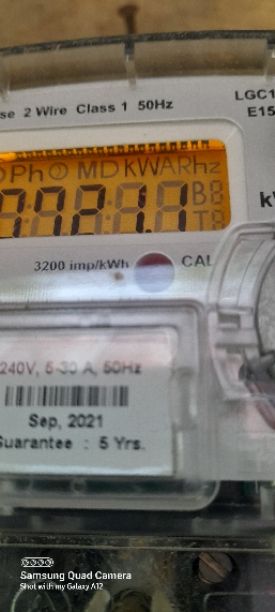 se 2 Wire Class 1 50Hz
LGC1
E15
Ph MD KWARhz
B
T
3200 imp/kWh
CAL
240V, 5-30 A, 50Hz
Sep, 2021
Guarantee : 5 Yrs.
Samsung Quad Camera
Shot with my Galaxy A12